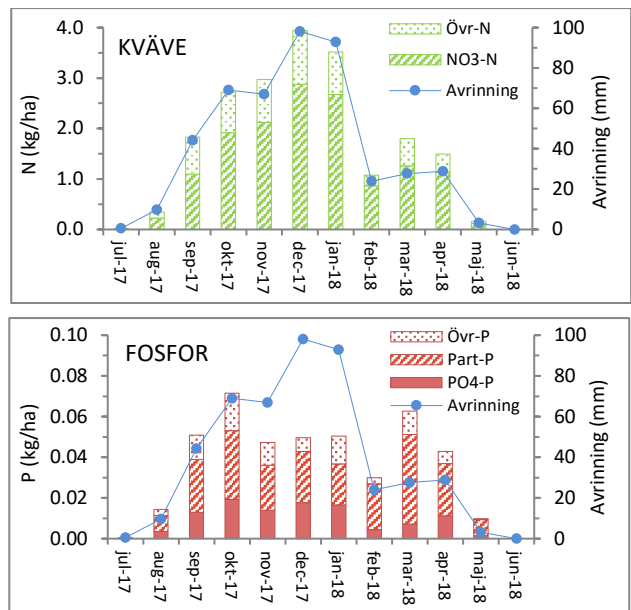 KVÄVE
Övr-N
NO3-N
Avrinning
N (kg/ha)
4.0
3.0
2.0
1.0
0.0
Avrinning (mm)
100
80
60
40
20
0
jul-17
aug-17
sep-17
okt-17
nov-17
dec-17
jan-18
feb-18
mar-18
apr-18
maj-18
jun-18
FOSFOR
Övr-P
Part-P
PO4-P
Avrinning
P (kg/ha)
0.10
0.08
0.06
0.04
0.02
0.00
Avrinning (mm)
100
80
60
40
20
0
jul-17
aug-17
sep-17
okt-17
nov-17
dec-17
jan-18
feb-18
mar-18
apr-18
maj-18
jun-18